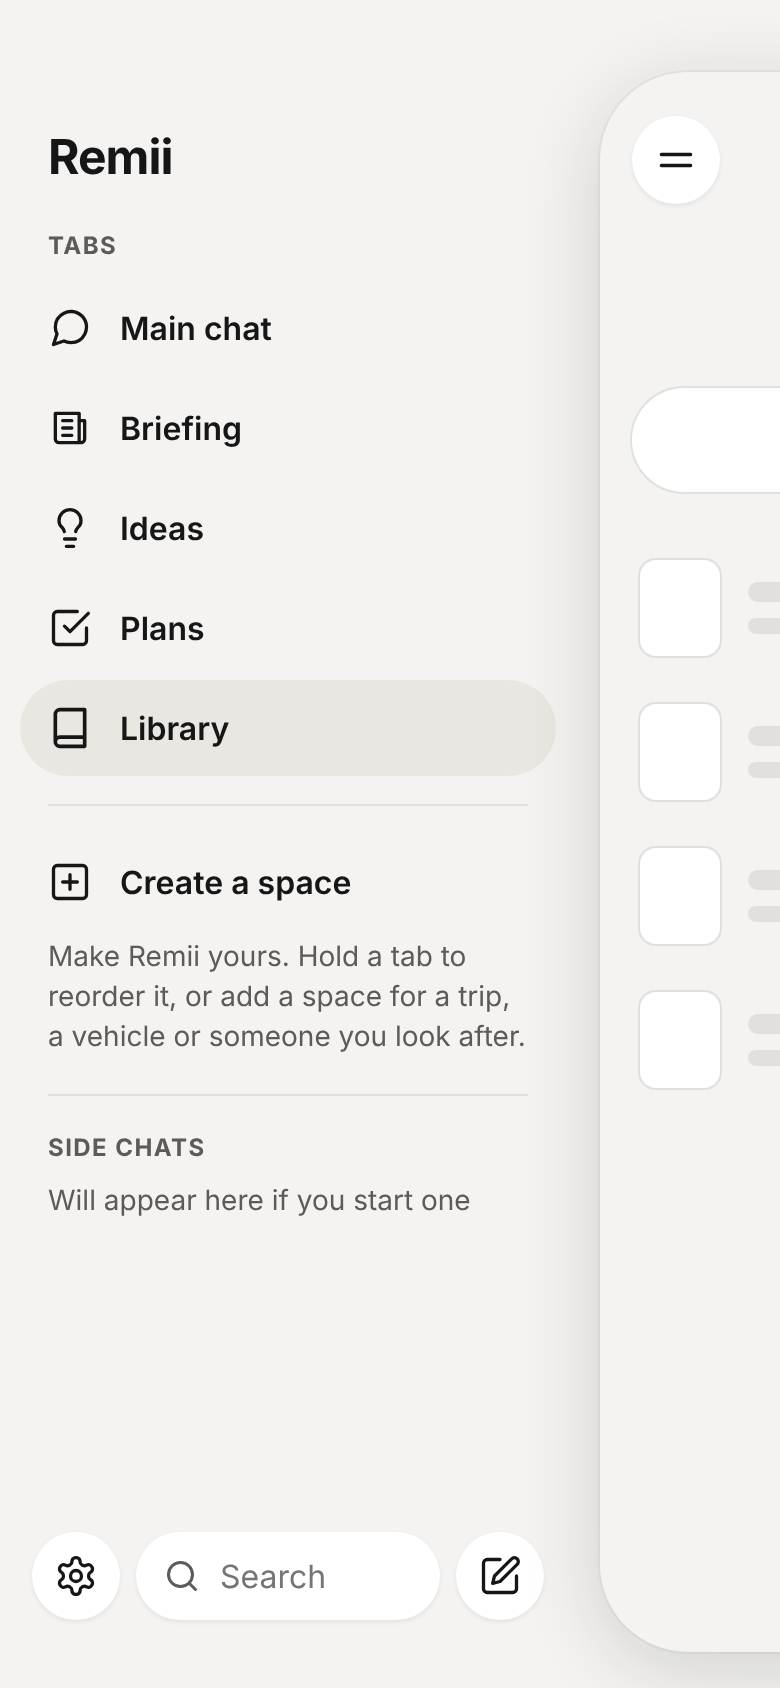 Remii
TABS
Main chat
Briefing
Ideas
Plans
Library
Create a space
Make Remii yours. Hold a tab to
reorder it, or add a space for a trip,
a vehicle or someone you look after.
SIDE CHATS
Will appear here if you start one
Search